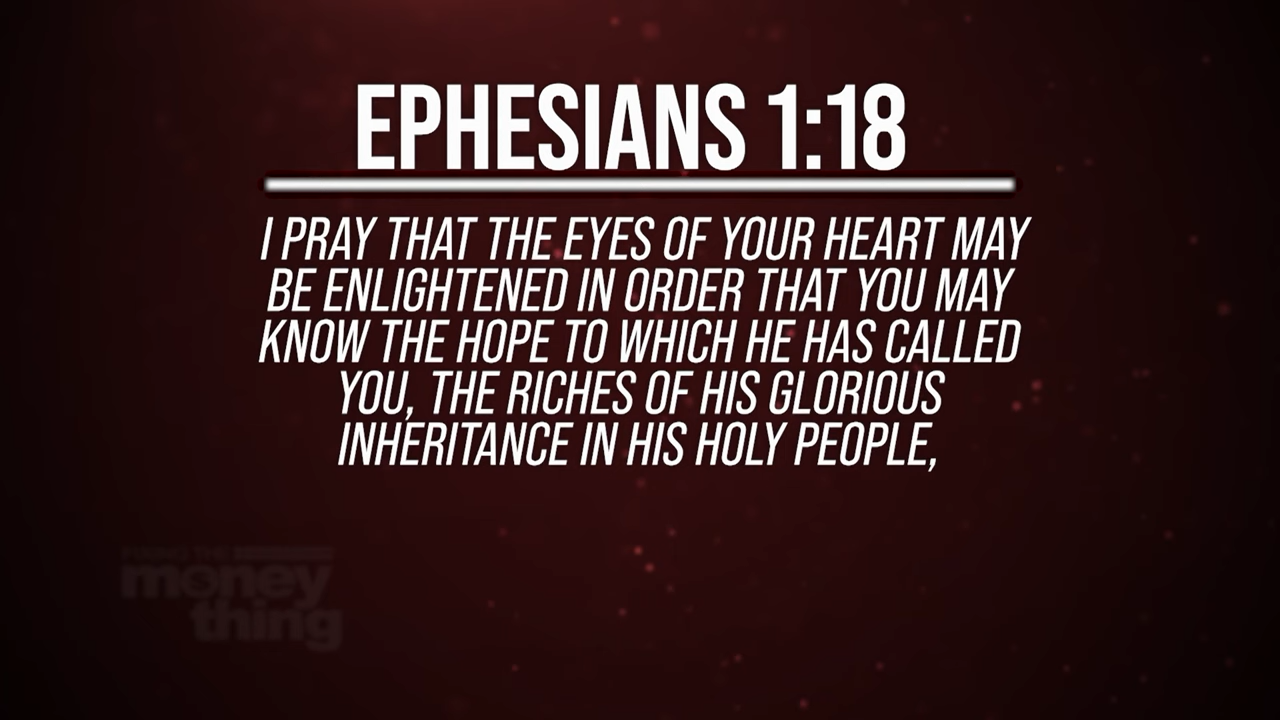 EPHESIANS 1:18
I PRAY THAT THE EYES OF YOUR HEART MAY
BE ENLIGHTENED IN ORDER THAT YOU MAY
KNOW THE HOPE TO WHICH HE HAS CALLED
YOU, THE RICHES OF HIS GLORIOUS
INHERITANCE IN HIS HOLY PEOPLE,
FIXING THE
money
thing